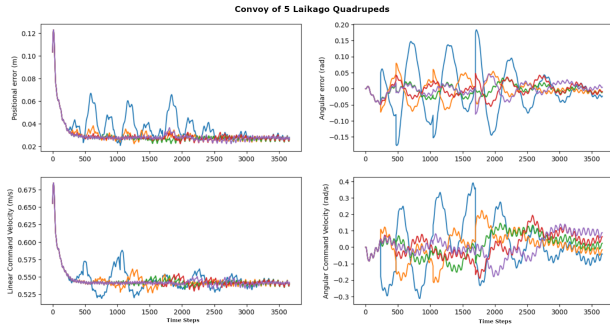 Convoy of 5 Laikago Quadrupeds
Positional error (m)
0.12
0.10
0.08
0.06
0.04
0.02
0 500 1000 1500 2000 2500 3000 3500
Angular error (rad)
0.20
0.15
0.10
0.05
0.00
−0.05
−0.10
−0.15
0 500 1000 1500 2000 2500 3000 3500
Linear Command Velocity (m/s)
0.675
0.650
0.625
0.600
0.575
0.550
0.525
0 500 1000 1500 2000 2500 3000 3500
Time Steps
Angular Command Velocity (rad/s)
0.4
0.3
0.2
0.1
0.0
−0.1
−0.2
−0.3
0 500 1000 1500 2000 2500 3000 3500
Time Steps